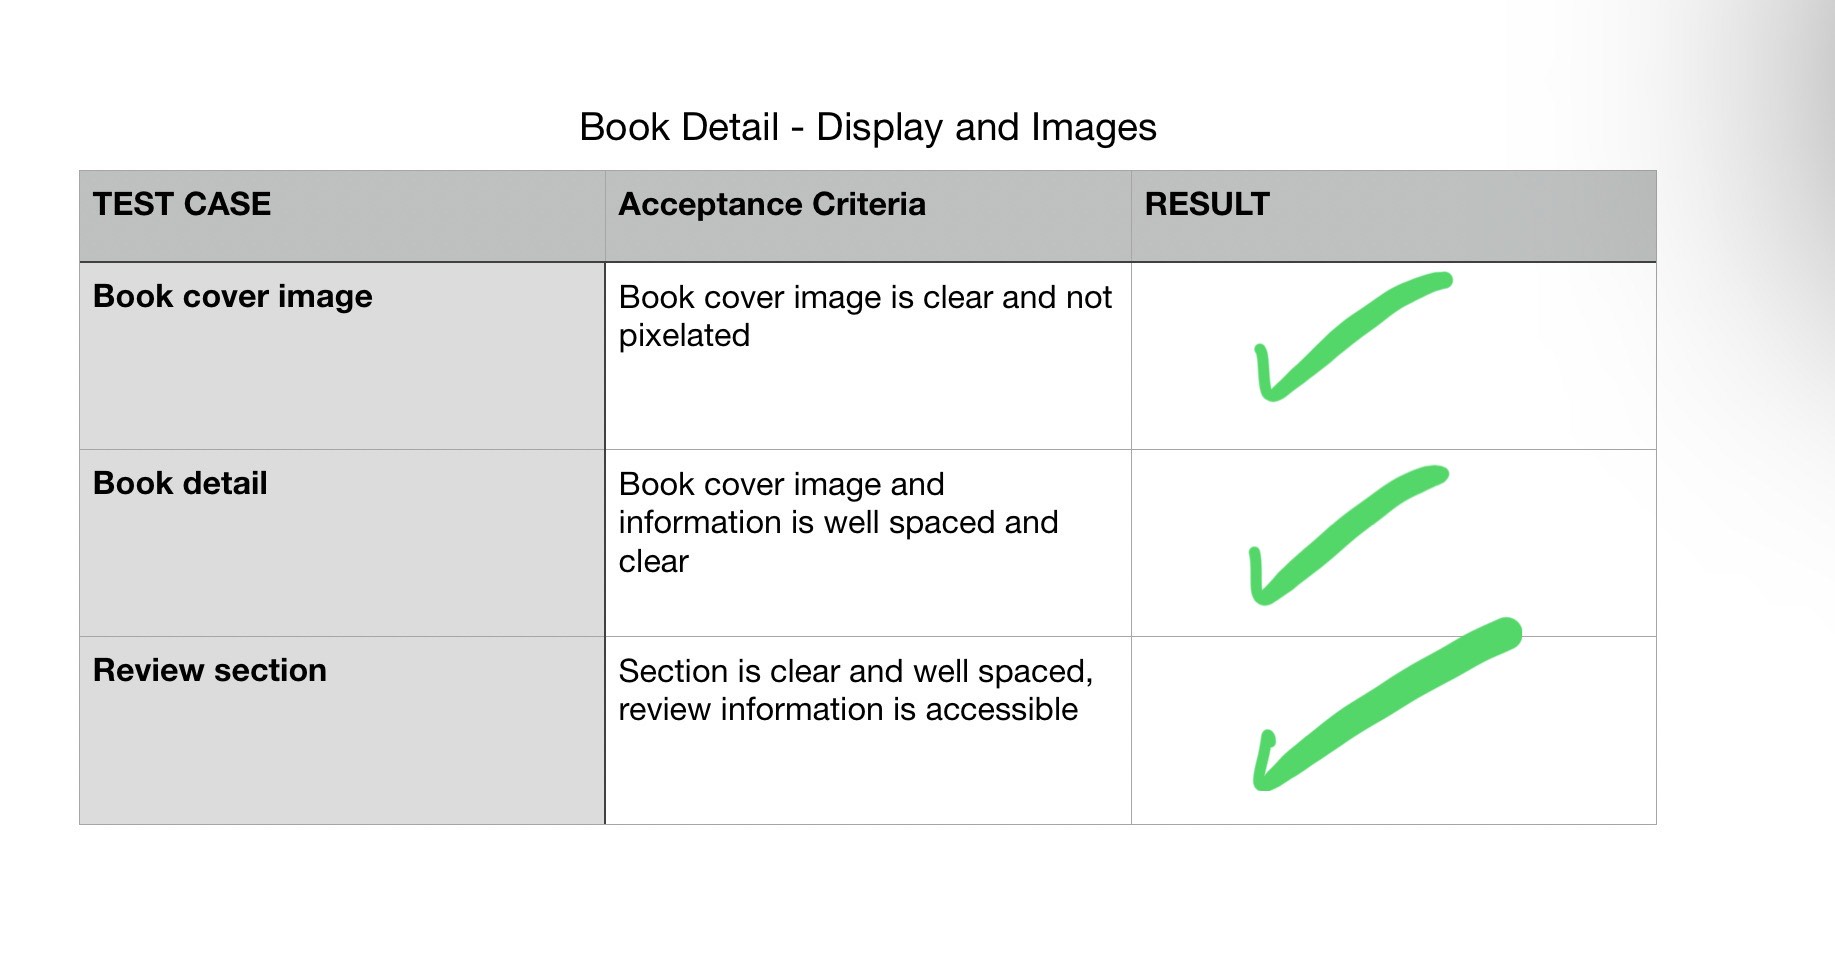 Book Detail - Display and Images
TEST CASE
Acceptance Criteria
RESULT
Book cover image
Book cover image is clear and not
pixelated
Book detail
Book cover image and
information is well spaced and
clear
Review section
Section is clear and well spaced,
review information is accessible